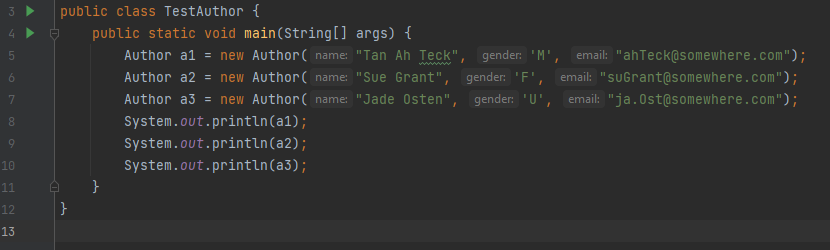 3 public class TestAuthor {
4 public static void main(String[] args) {
5 Author a1 = new Author( name: "Tan Ah Teck", gender: 'M', email: "ahTeck@somewhere.com");
6 Author a2 = new Author( name: "Sue Grant", gender: 'F', email: "suGrant@somewhere.com");
7 Author a3 = new Author( name: "Jade Osten", gender: 'U', email: "ja.Ost@somewhere.com");
8 System.out.println(a1);
9 System.out.println(a2);
10 System.out.println(a3);
11 }
12 }
13